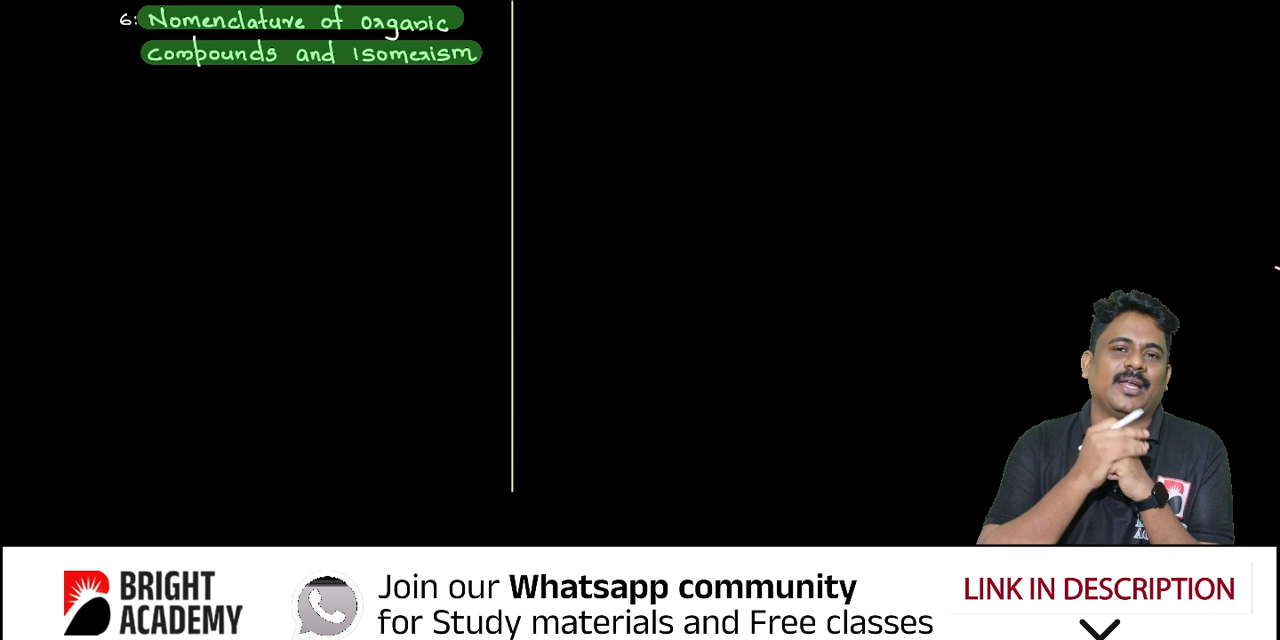 6: Nomenclature of organic
compounds and Isomerism
BRIGHT
ACADEMY
Join our Whatsapp community
for Study materials and Free classes
LINK IN DESCRIPTION